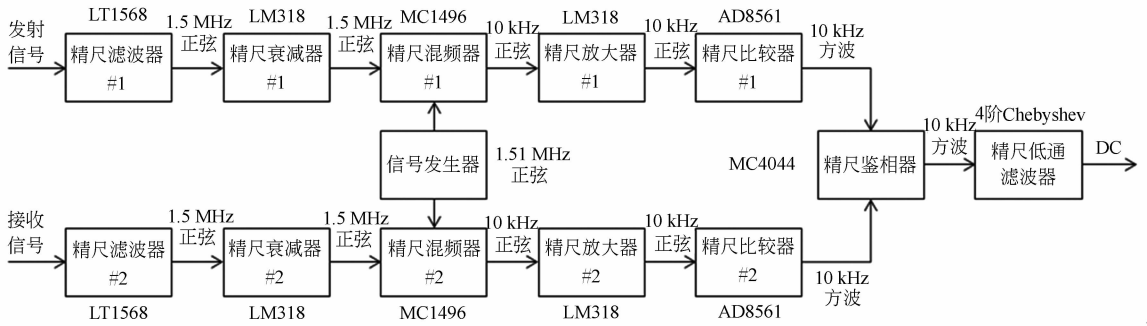 发射
信号
LT1568
精尺滤波器
#1
1.5 MHz
正弦
LM318
精尺衰减器
#1
1.5 MHz
正弦
MC1496
精尺混频器
#1
10 kHz
正弦
LM318
精尺放大器
#1
10 kHz
正弦
AD8561
精尺比较器
#1
10 kHz
方波
信号发生器
1.51 MHz
正弦
MC4044
精尺鉴相器
10 kHz
方波
4阶Chebyshev
精尺低通
滤波器
DC
接收
信号
精尺滤波器
#2
LT1568
1.5 MHz
正弦
精尺衰减器
#2
LM318
1.5 MHz
正弦
精尺混频器
#2
MC1496
10 kHz
正弦
精尺放大器
#2
LM318
10 kHz
正弦
精尺比较器
#2
AD8561
10 kHz
方波